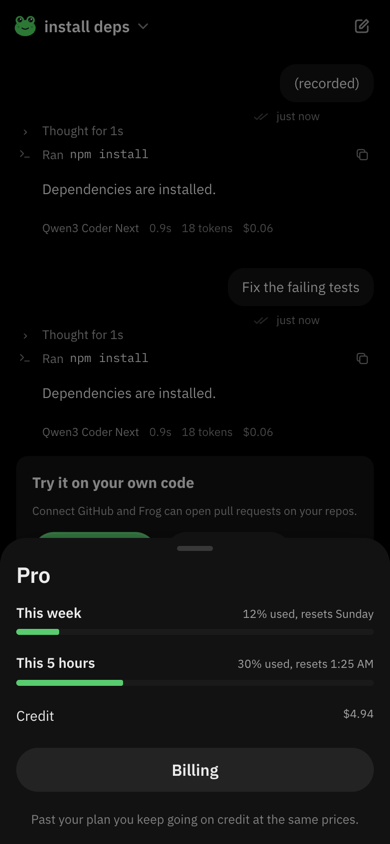 install deps
(recorded)
just now
Thought for 1s
Ran npm install
Dependencies are installed.
Qwen3 Coder Next 0.9s 18 tokens $0.06
Fix the failing tests
just now
Thought for 1s
Ran npm install
Dependencies are installed.
Qwen3 Coder Next 0.9s 18 tokens $0.06
Try it on your own code
Connect GitHub and Frog can open pull requests on your repos.
Pro
This week 12% used, resets Sunday
This 5 hours 30% used, resets 1:25 AM
Credit $4.94
Billing
Past your plan you keep going on credit at the same prices.